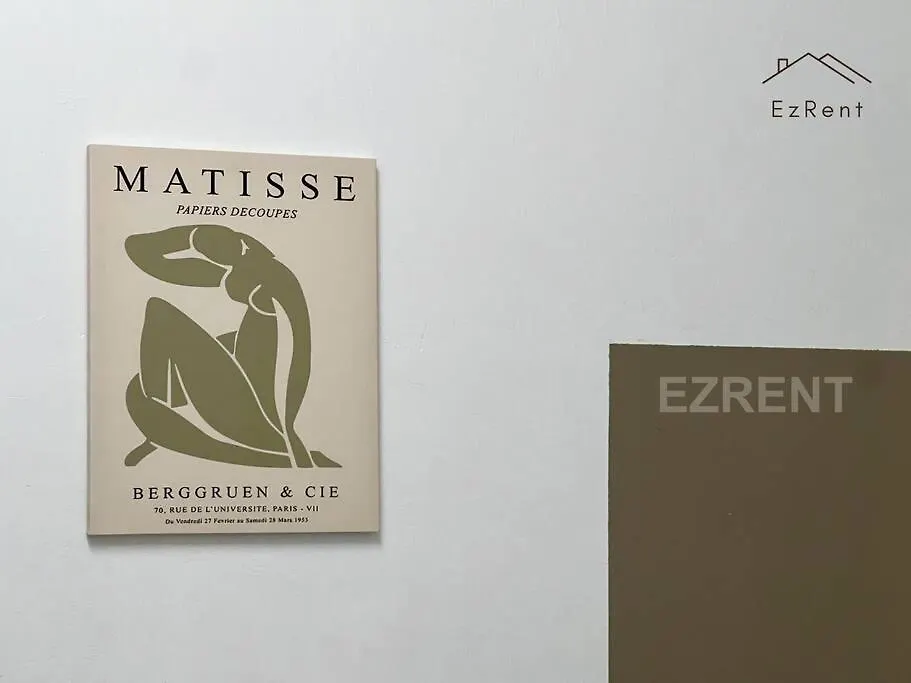 EzRent
MATISSE
PAPIERS DECOUPES
EZRENT
BERGGRUEN & CIE
70, RUE DE L'UNIVERSITE, PARIS - VII
Du Vendredi 27 Fevrier au Samedi 28 Mars 1953